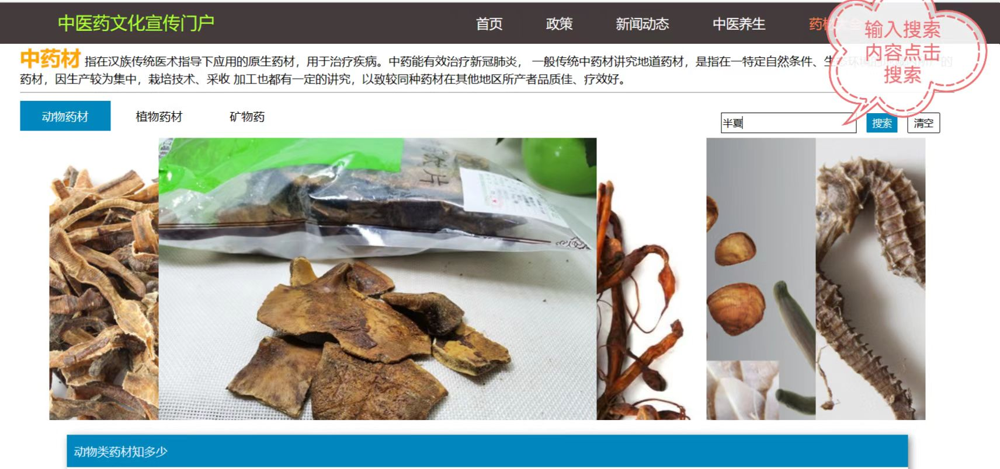 中医药文化宣传门户
首页 政策 新闻动态 中医养生 药材大全
输入搜索
内容点击
搜索
中药材 指在汉族传统医术指导下应用的原生药材，用于治疗疾病。中药能有效治疗新冠肺炎， 一般传统中药材讲究地道药材，是指在一特定自然条件、生态环境的
药材，因生产较为集中，栽培技术、采收 加工也都有一定的讲究，以致较同种药材在其他地区所产者品质佳、疗效好。
动物药材 植物药材 矿物药
半夏 搜索 清空
片
动物类药材知多少